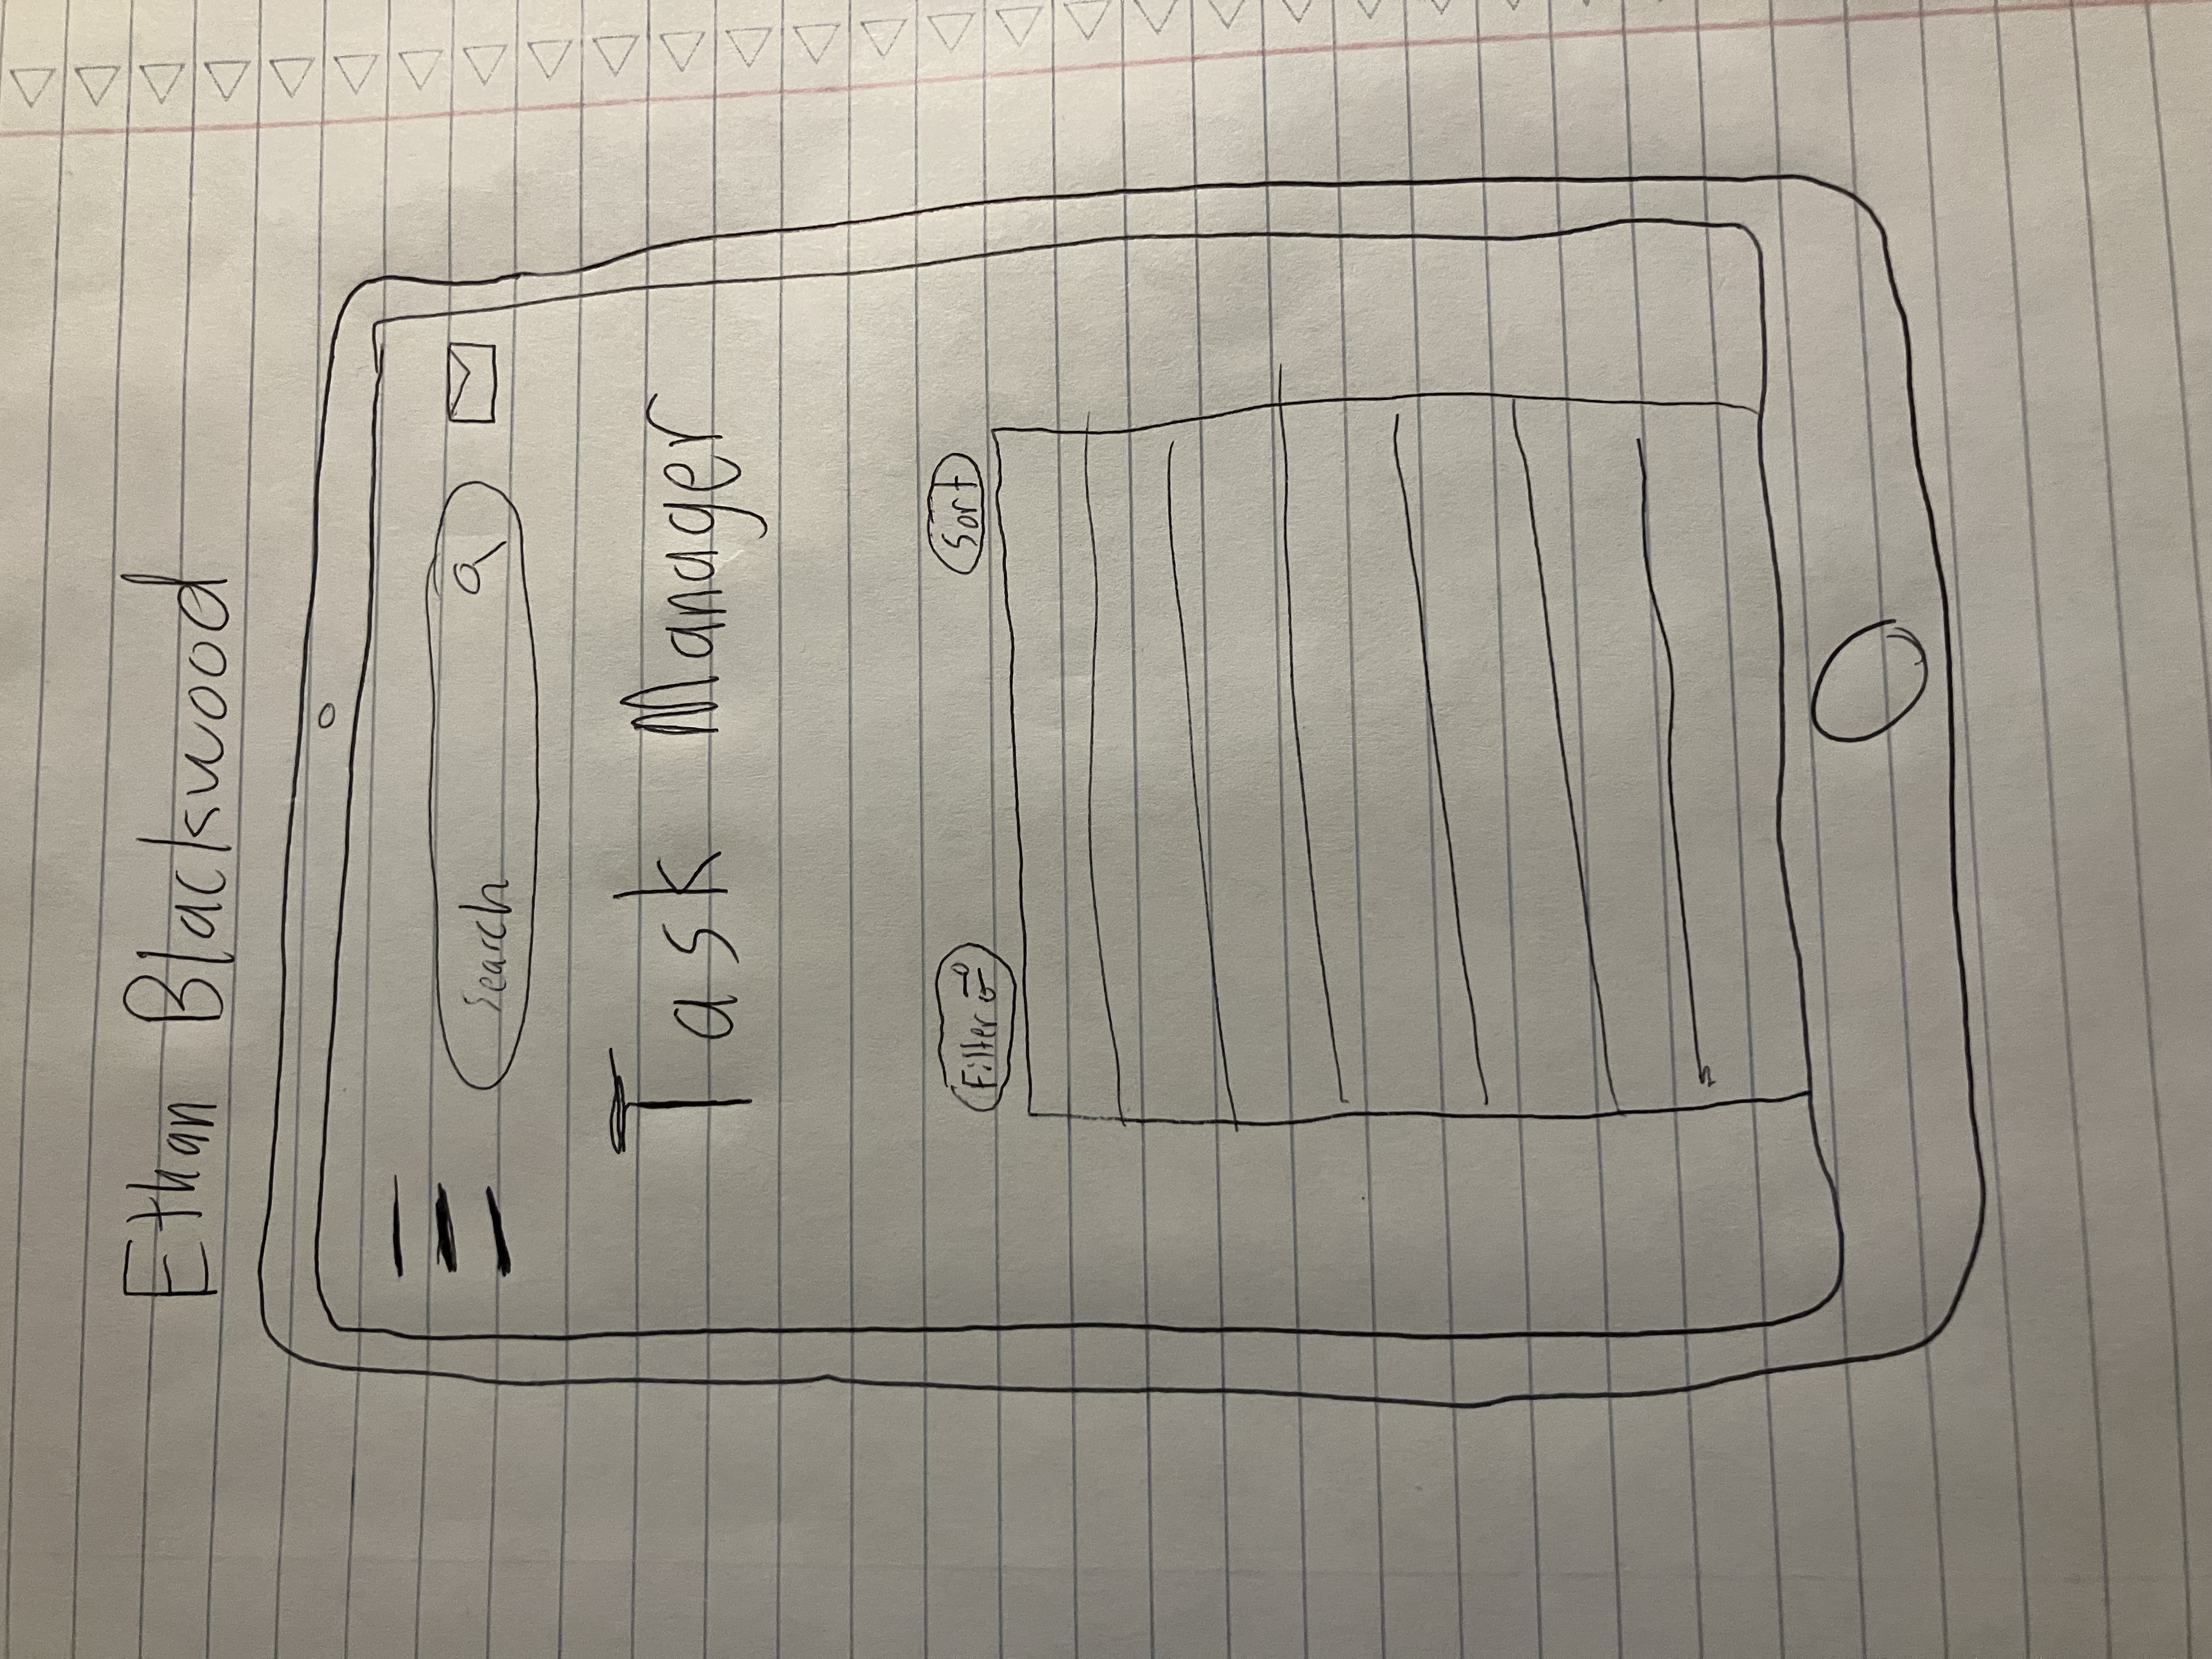 Ethan Blackwood
Search
Task Manager
Filter
Sort